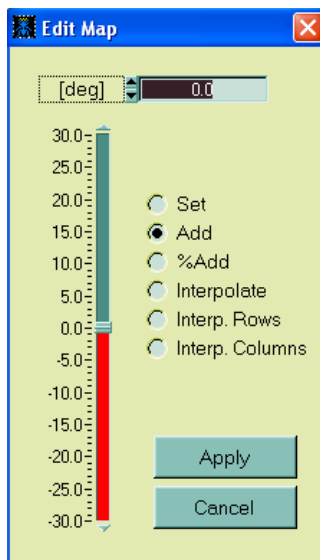 Edit Map
[deg] 0.0
30.0
25.0
20.0
15.0
10.0
5.0
0.0
-5.0
-10.0
-15.0
-20.0
-25.0
-30.0
Set
Add
%Add
Interpolate
Interp. Rows
Interp. Columns
Apply
Cancel